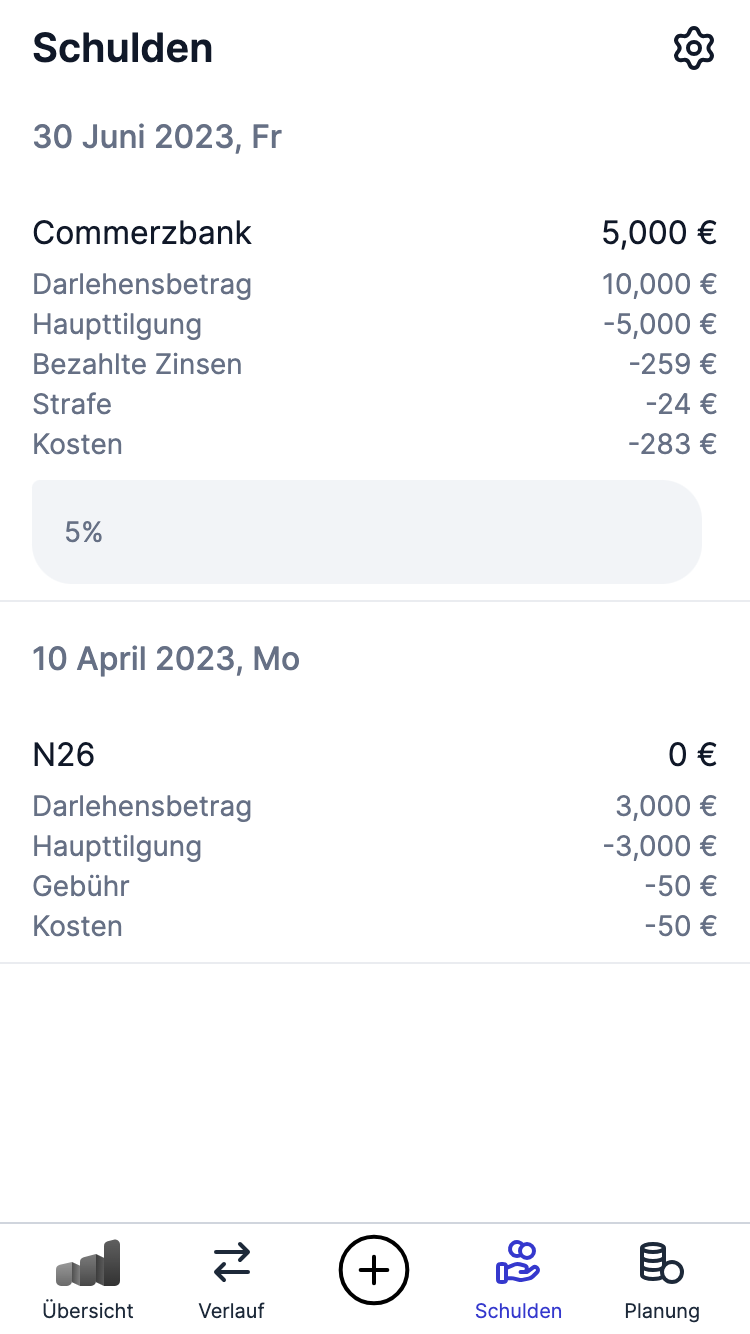 Schulden
30 Juni 2023, Fr
Commerzbank 5,000 €
Darlehensbetrag 10,000 €
Haupttilgung -5,000 €
Bezahlte Zinsen -259 €
Strafe -24 €
Kosten -283 €
5%
10 April 2023, Mo
N26 0 €
Darlehensbetrag 3,000 €
Haupttilgung -3,000 €
Gebühr -50 €
Kosten -50 €
Übersicht Verlauf Schulden Planung